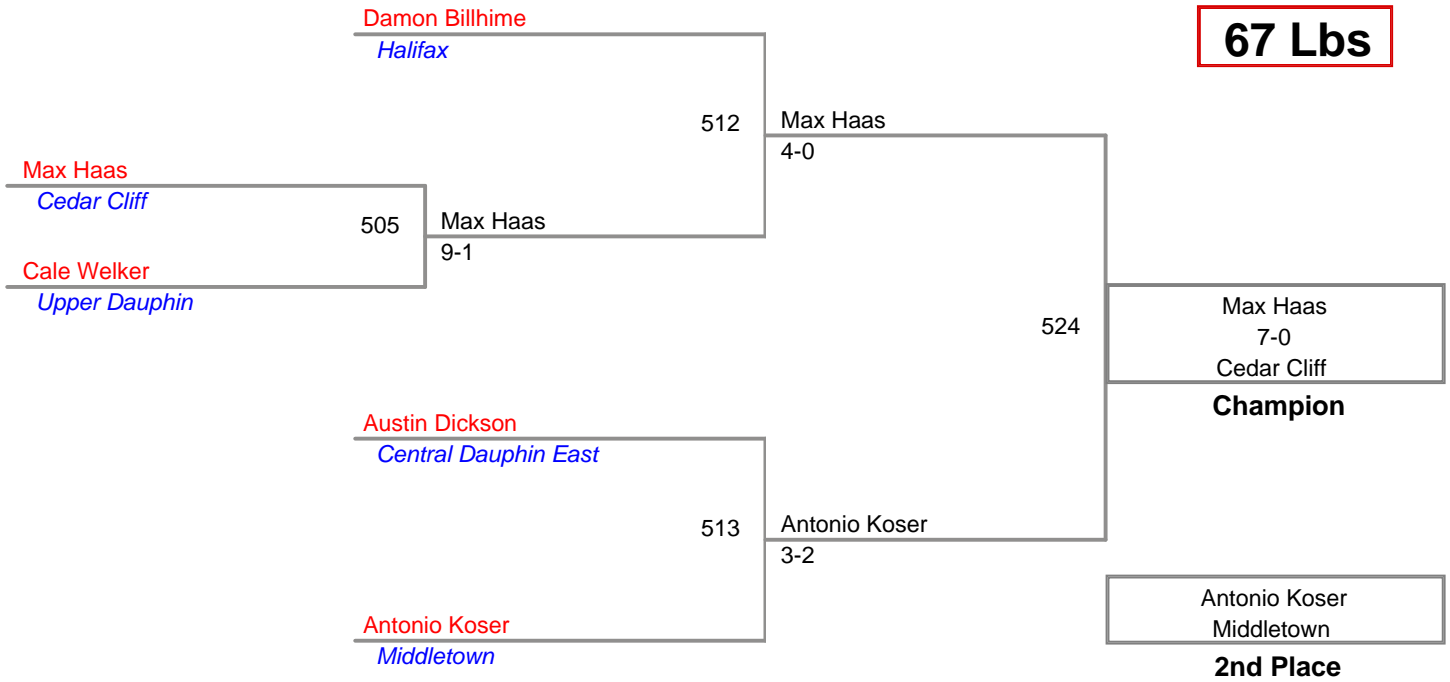 Damon Billhime
Halifax
67 Lbs
512
Max Haas
4-0
Max Haas
Cedar Cliff
505
Max Haas
9-1
Cale Welker
Upper Dauphin
524
Max Haas
7-0
Cedar Cliff
Champion
Austin Dickson
Central Dauphin East
513
Antonio Koser
3-2
Antonio Koser
Middletown
Antonio Koser
Middletown
2nd Place